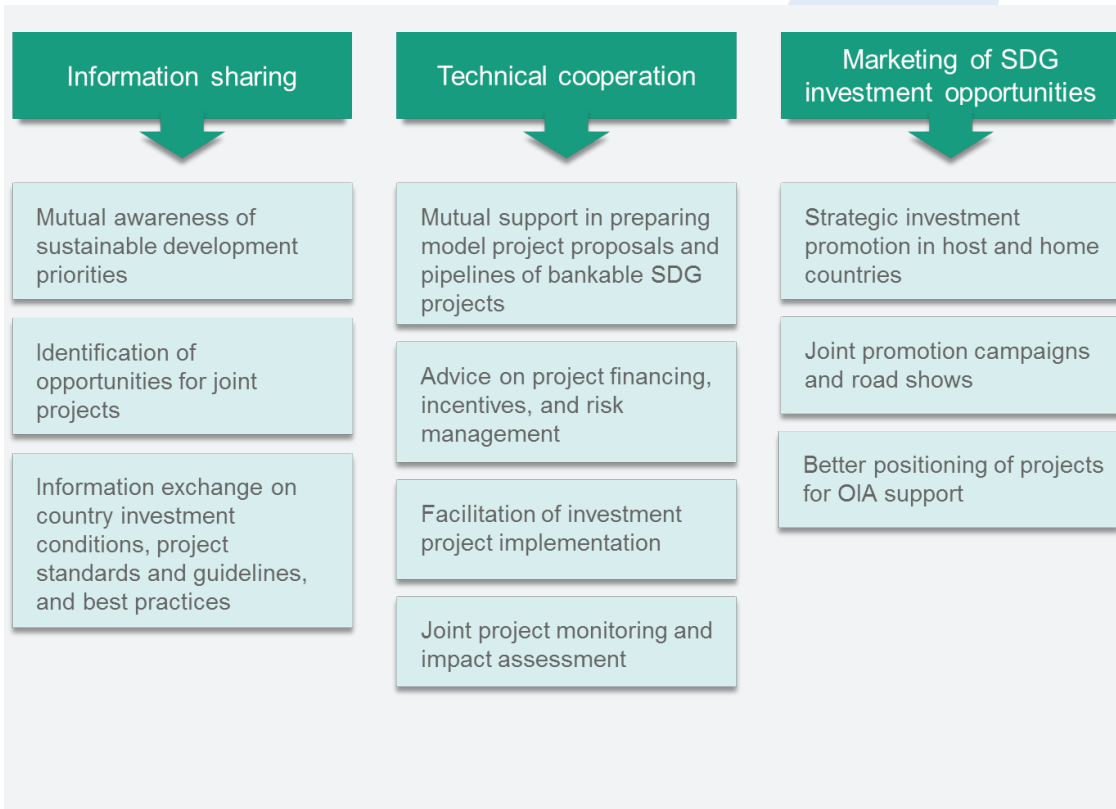 Information sharing
Mutual awareness of
sustainable development
priorities
Identification of
opportunities for joint
projects
Information exchange on
country investment
conditions, project
standards and guidelines,
and best practices
Technical cooperation
Mutual support in preparing
model project proposals and
pipelines of bankable SDG
projects
Advice on project financing,
incentives, and risk
management
Facilitation of investment
project implementation
Joint project monitoring and
impact assessment
Marketing of SDG
investment opportunities
Strategic investment
promotion in host and home
countries
Joint promotion campaigns
and road shows
Better positioning of projects
for OIA support